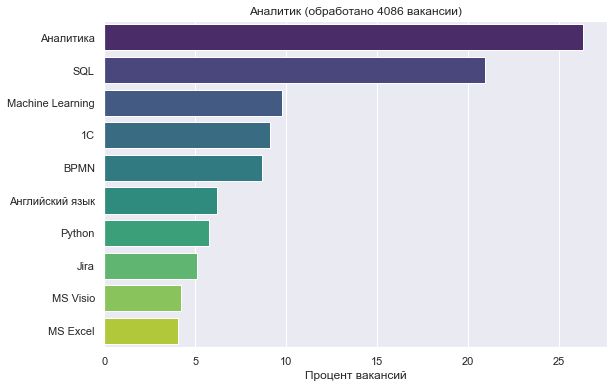 Аналитик (обработано 4086 вакансии)
Аналитика
SQL
Machine Learning
1C
BPMN
Английский язык
Python
Jira
MS Visio
MS Excel
0 5 10 15 20 25
Процент вакансий